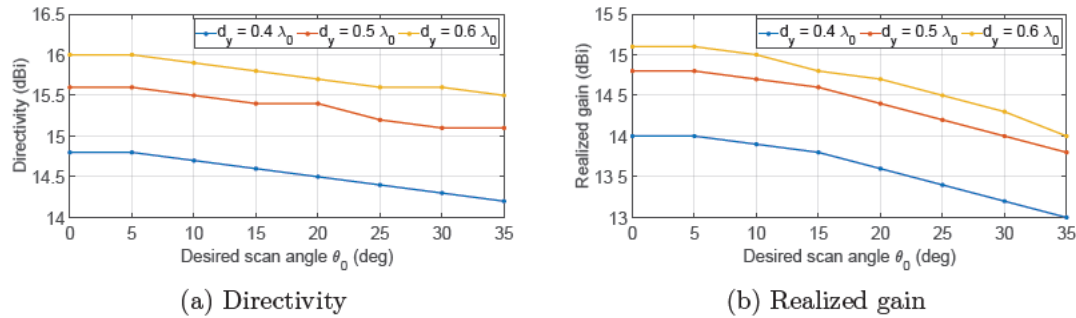 d_y = 0.4 λ_0 d_y = 0.5 λ_0 d_y = 0.6 λ_0
16.5
16
15.5
15
14.5
14
Directivity (dBi)
0 5 10 15 20 25 30 35
Desired scan angle θ_0 (deg)
(a) Directivity
d_y = 0.4 λ_0 d_y = 0.5 λ_0 d_y = 0.6 λ_0
15.5
15
14.5
14
13.5
13
Realized gain (dBi)
0 5 10 15 20 25 30 35
Desired scan angle θ_0 (deg)
(b) Realized gain